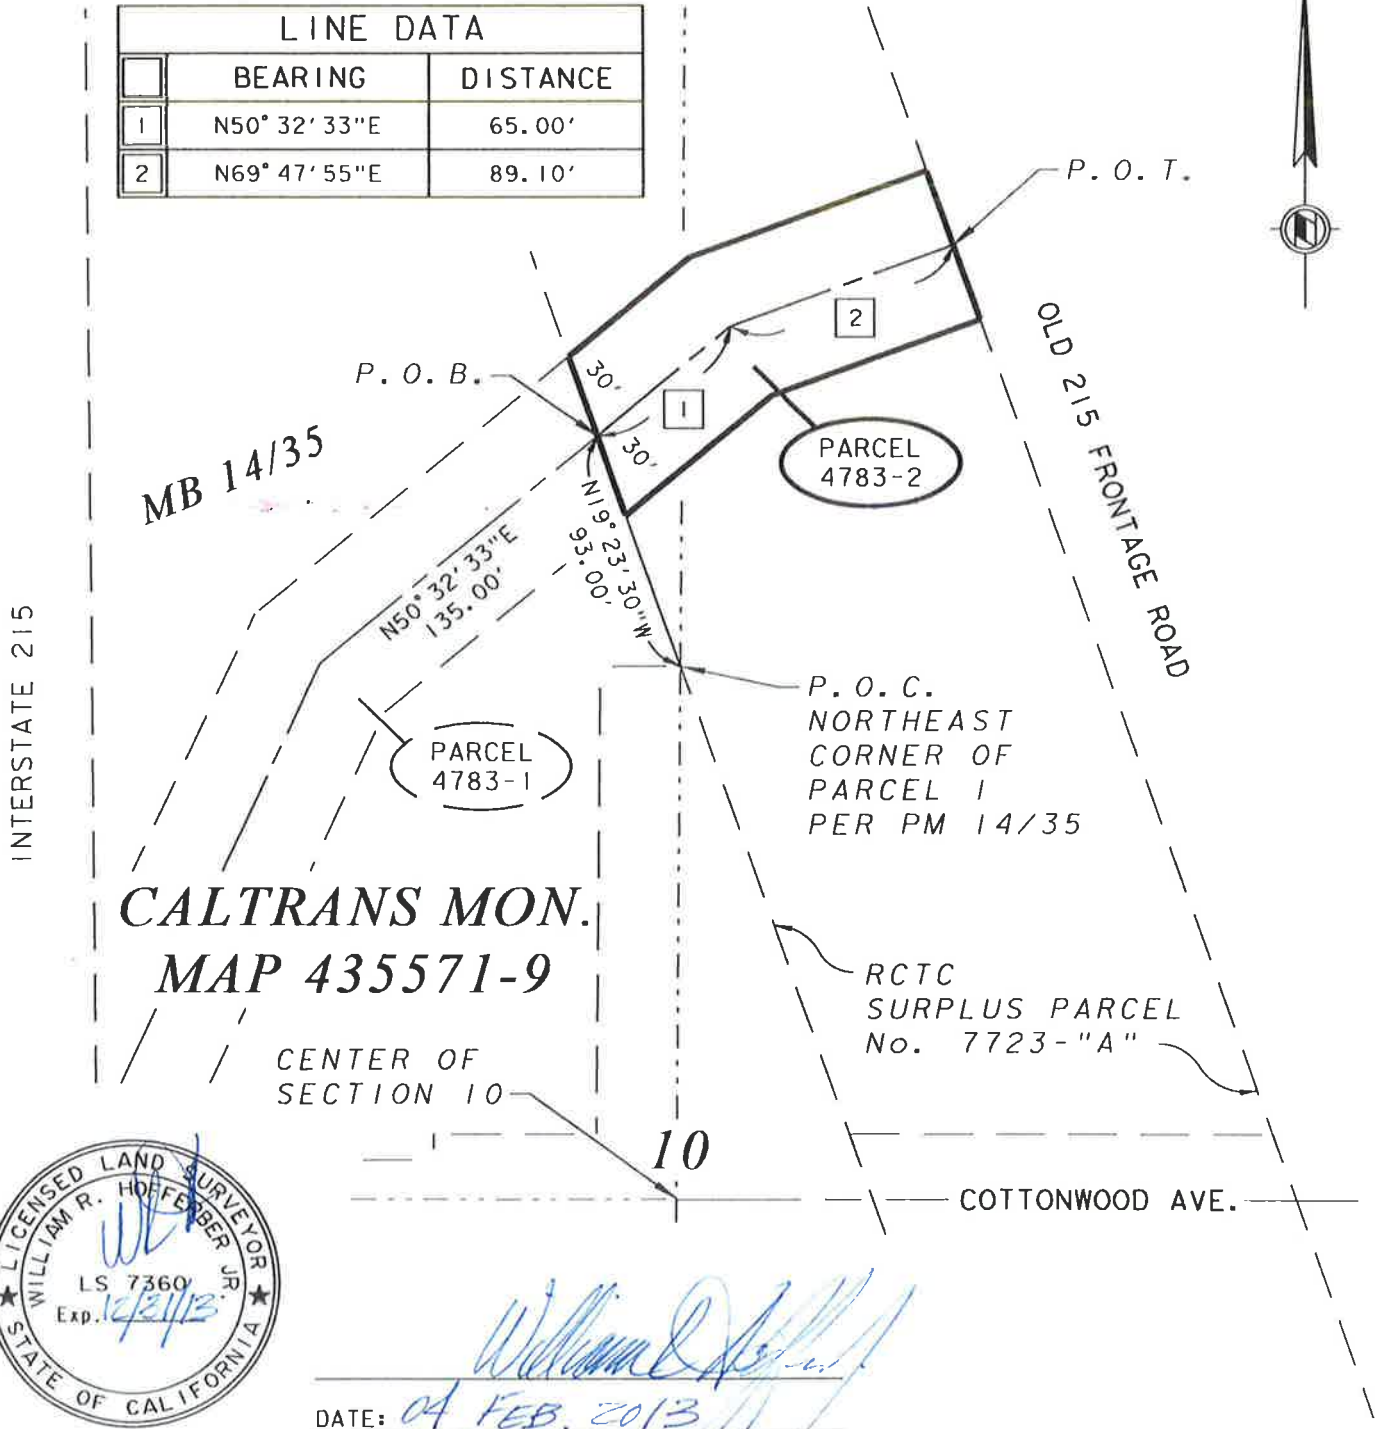 LINE DATA
BEARING DISTANCE
1 N50°32'33"E 65.00'
2 N69°47'55"E 89.10'
P.O.T.
2
OLD 215 FRONTAGE ROAD
P.O.B.
30'
1
30'
PARCEL
4783-2
MB 14/35
N19°23'30"W
93.00'
N50°32'33"E
135.00'
INTERSTATE 215
P.O.C.
NORTHEAST
CORNER OF
PARCEL 1
PER PM 14/35
PARCEL
4783-1
CALTRANS MON.
MAP 435571-9
RCTC
SURPLUS PARCEL
No. 7723-"A"
CENTER OF
SECTION 10
10
COTTONWOOD AVE.
LICENSED LAND SURVEYOR
WILLIAM R. HOFFERBER JR
LS 7360
Exp. 12/31/13
STATE OF CALIFORNIA
DATE: 04 FEB. 2013